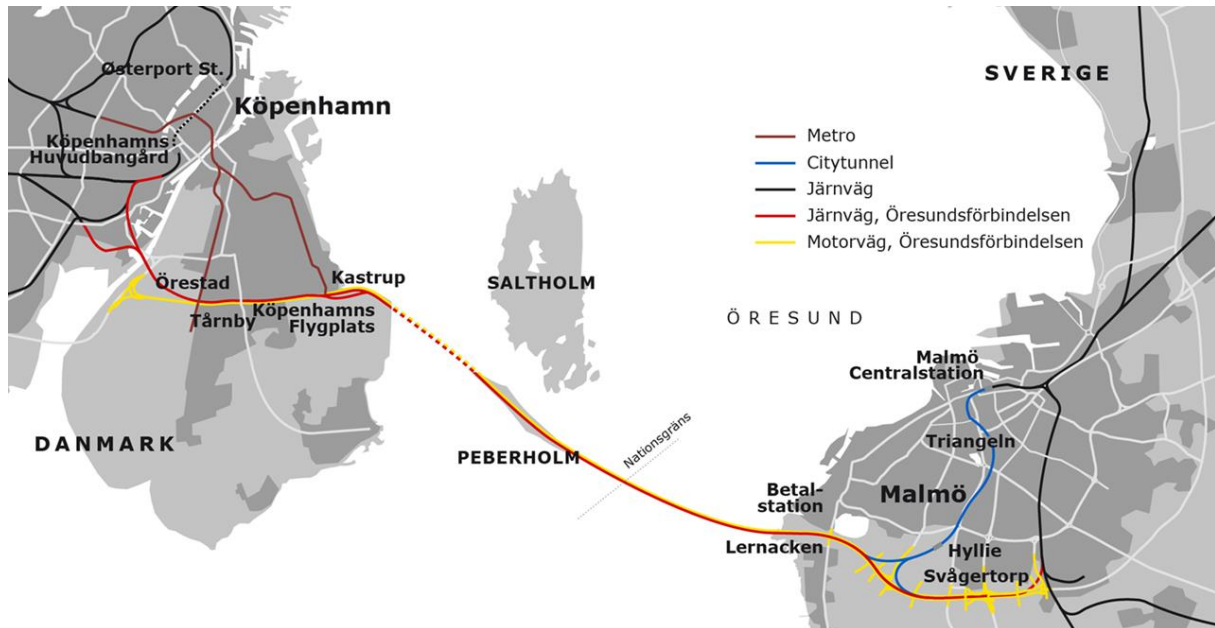 Østerport St.
Köpenhamn
Köpenhamns
Huvudbangård
Örestad
Kastrup
Tårnby
Köpenhamns
Flygplats
DANMARK
SALTHOLM
PEBERHOLM
Nationsgräns
ÖRESUND
SVERIGE
Metro
Citytunnel
Järnväg
Järnväg, Öresundsförbindelsen
Motorväg, Öresundsförbindelsen
Malmö
Centralstation
Triangeln
Malmö
Betal-
station
Lernacken
Hyllie
Svågertorp